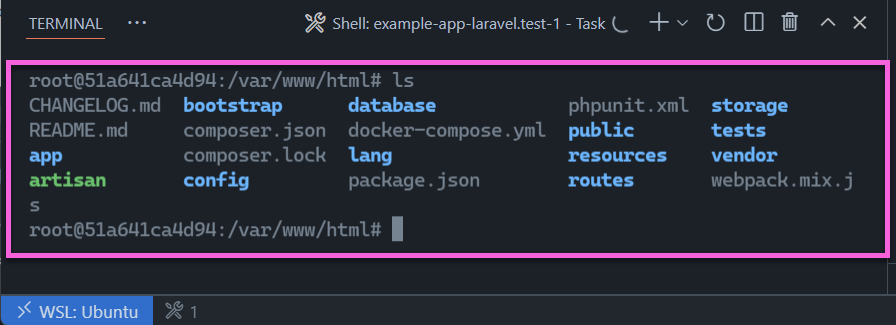 TERMINAL ··· Shell: example-app-laravel.test-1 - Task
root@51a641ca4d94:/var/www/html# ls
CHANGELOG.md bootstrap database phpunit.xml storage
README.md composer.json docker-compose.yml public tests
app composer.lock lang resources vendor
artisan config package.json routes webpack.mix.j
s
root@51a641ca4d94:/var/www/html#
WSL: Ubuntu 1